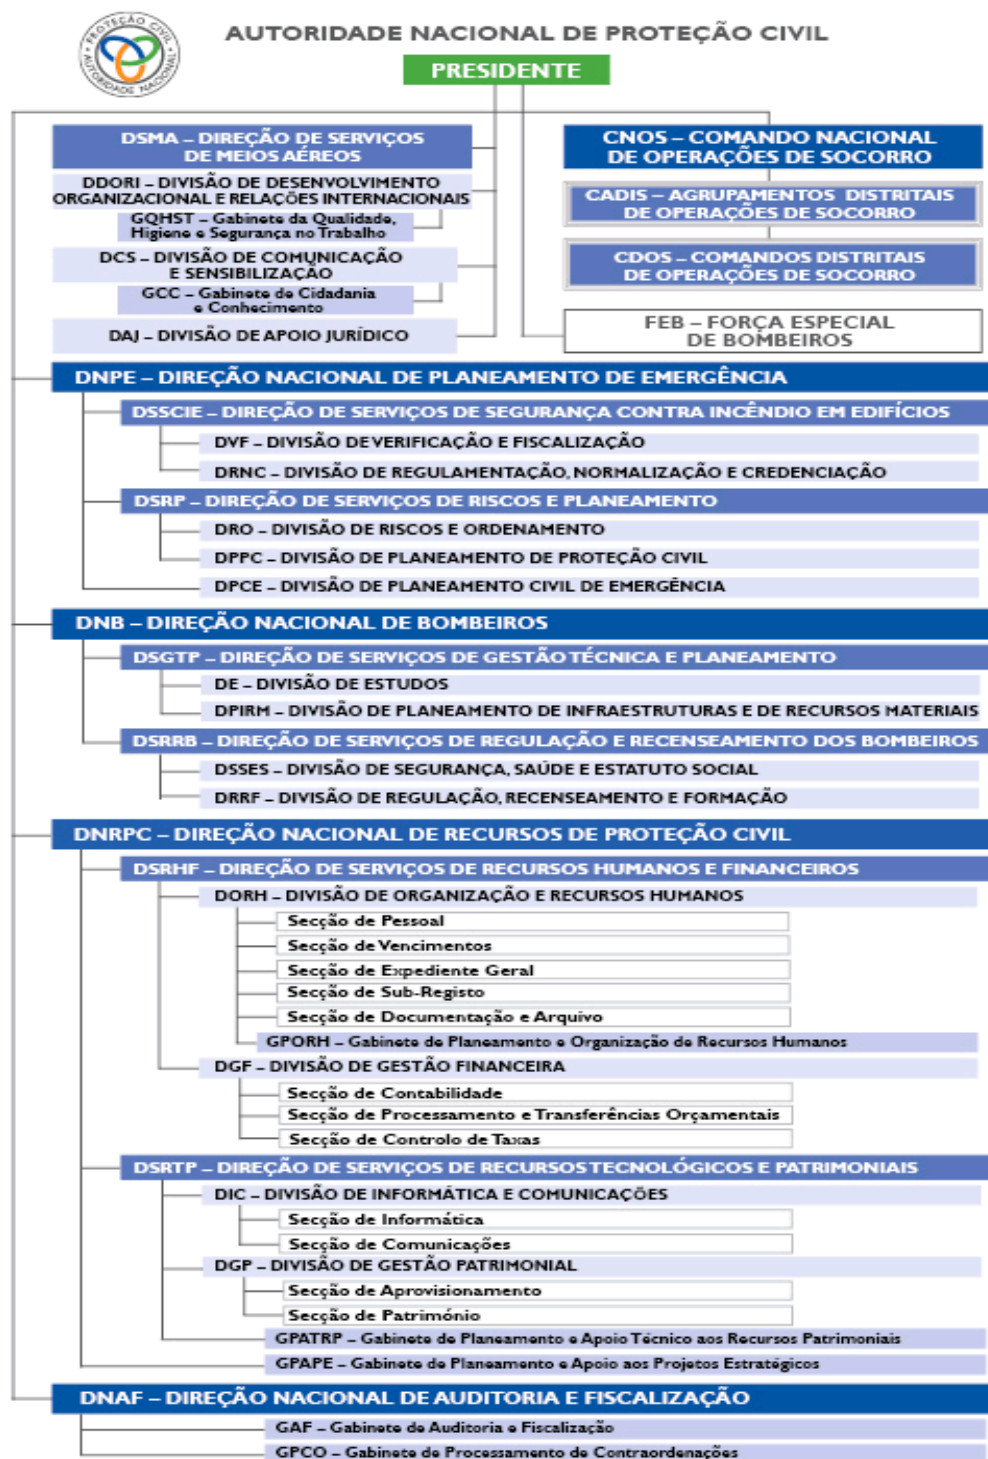 PROTEÇÃO CIVIL
AUTORIDADE NACIONAL
AUTORIDADE NACIONAL DE PROTEÇÃO CIVIL
PRESIDENTE
DSMA – DIREÇÃO DE SERVIÇOS
DE MEIOS AÉREOS
DDORI – DIVISÃO DE DESENVOLVIMENTO
ORGANIZACIONAL E RELAÇÕES INTERNACIONAIS
GQHST – Gabinete da Qualidade,
Higiene e Segurança no Trabalho
DCS – DIVISÃO DE COMUNICAÇÃO
E SENSIBILIZAÇÃO
GCC – Gabinete de Cidadania
e Conhecimento
DAJ – DIVISÃO DE APOIO JURÍDICO
CNOS – COMANDO NACIONAL
DE OPERAÇÕES DE SOCORRO
CADIS – AGRUPAMENTOS DISTRITAIS
DE OPERAÇÕES DE SOCORRO
CDOS – COMANDOS DISTRITAIS
DE OPERAÇÕES DE SOCORRO
FEB – FORÇA ESPECIAL
DE BOMBEIROS
DNPE – DIREÇÃO NACIONAL DE PLANEAMENTO DE EMERGÊNCIA
DSSCIE – DIREÇÃO DE SERVIÇOS DE SEGURANÇA CONTRA INCÊNDIO EM EDIFÍCIOS
DVF – DIVISÃO DE VERIFICAÇÃO E FISCALIZAÇÃO
DRNC – DIVISÃO DE REGULAMENTAÇÃO, NORMALIZAÇÃO E CREDENCIAÇÃO
DSRP – DIREÇÃO DE SERVIÇOS DE RISCOS E PLANEAMENTO
DRO – DIVISÃO DE RISCOS E ORDENAMENTO
DPPC – DIVISÃO DE PLANEAMENTO DE PROTEÇÃO CIVIL
DPCE – DIVISÃO DE PLANEAMENTO CIVIL DE EMERGÊNCIA
DNB – DIREÇÃO NACIONAL DE BOMBEIROS
DSGTP – DIREÇÃO DE SERVIÇOS DE GESTÃO TÉCNICA E PLANEAMENTO
DE – DIVISÃO DE ESTUDOS
DPIRM – DIVISÃO DE PLANEAMENTO DE INFRAESTRUTURAS E DE RECURSOS MATERIAIS
DSRRB – DIREÇÃO DE SERVIÇOS DE REGULAÇÃO E RECENSEAMENTO DOS BOMBEIROS
DSSES – DIVISÃO DE SEGURANÇA, SAÚDE E ESTATUTO SOCIAL
DRRF – DIVISÃO DE REGULAÇÃO, RECENSEAMENTO E FORMAÇÃO
DNRPC – DIREÇÃO NACIONAL DE RECURSOS DE PROTEÇÃO CIVIL
DSRHF – DIREÇÃO DE SERVIÇOS DE RECURSOS HUMANOS E FINANCEIROS
DORH – DIVISÃO DE ORGANIZAÇÃO E RECURSOS HUMANOS
Secção de Pessoal
Secção de Vencimentos
Secção de Expediente Geral
Secção de Sub-Registo
Secção de Documentação e Arquivo
GPORH – Gabinete de Planeamento e Organização de Recursos Humanos
DGF – DIVISÃO DE GESTÃO FINANCEIRA
Secção de Contabilidade
Secção de Processamento e Transferências Orçamentais
Secção de Controlo de Taxas
DSRTP – DIREÇÃO DE SERVIÇOS DE RECURSOS TECNOLÓGICOS E PATRIMONIAIS
DIC – DIVISÃO DE INFORMÁTICA E COMUNICAÇÕES
Secção de Informática
Secção de Comunicações
DGP – DIVISÃO DE GESTÃO PATRIMONIAL
Secção de Aprovisionamento
Secção de Património
GPATRP – Gabinete de Planeamento e Apoio Técnico aos Recursos Patrimoniais
GPAPE – Gabinete de Planeamento e Apoio aos Projetos Estratégicos
DNAF – DIREÇÃO NACIONAL DE AUDITORIA E FISCALIZAÇÃO
GAF – Gabinete de Auditoria e Fiscalização
GPCO – Gabinete de Processamento de Contraordenações